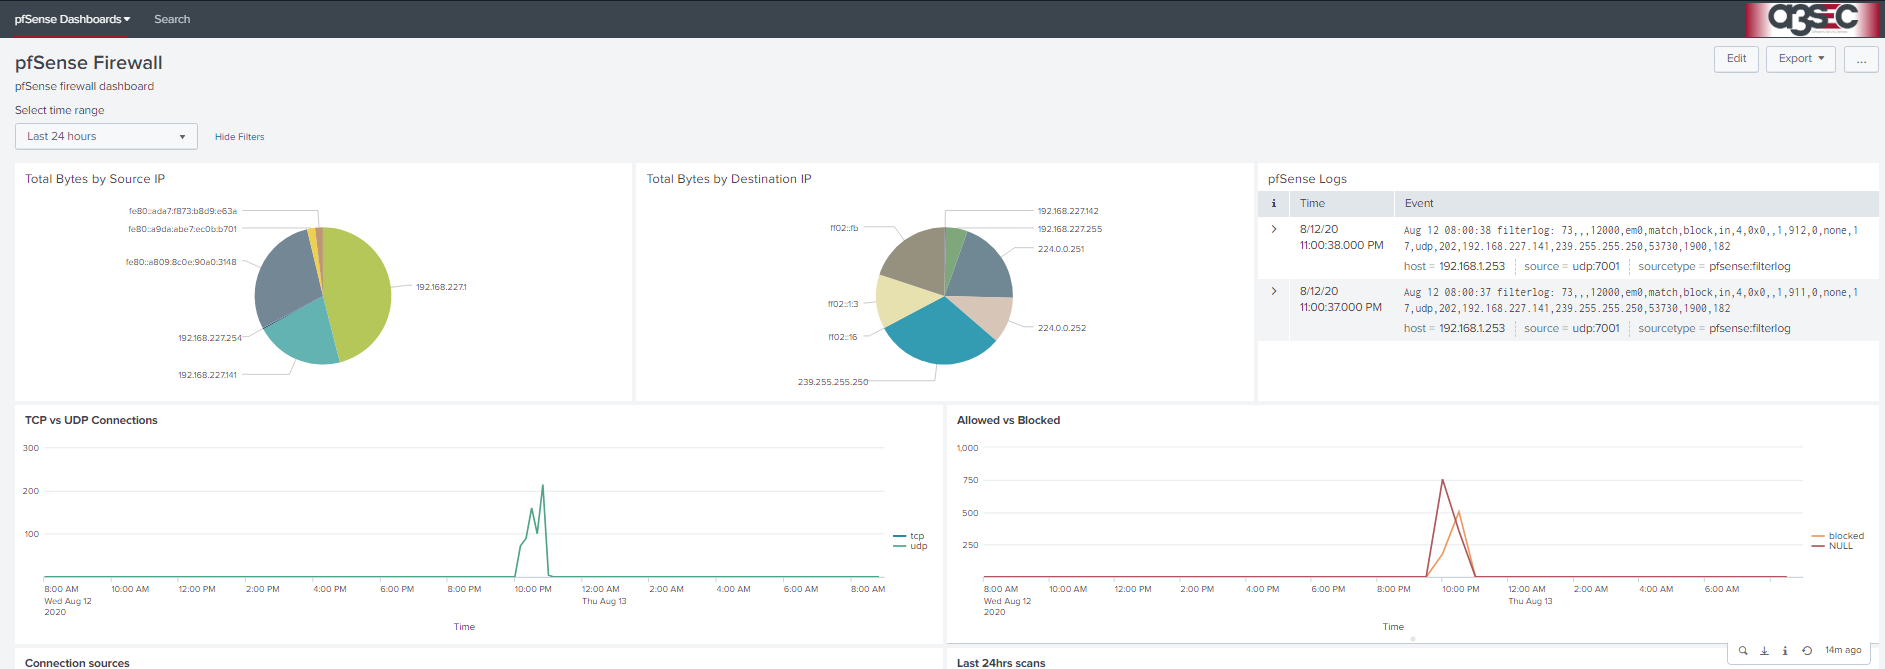 pfSense Dashboards Search
a3SEC
pfSense Firewall
Edit Export ...
pfSense firewall dashboard
Select time range
Last 24 hours Hide Filters
Total Bytes by Source IP
fe80::ada7:f873:b8d9:e63a
fe80::a9da:abe7:ec0b:b701
fe80::a809:8c0e:90a0:3148
192.168.227.1
192.168.227.254
192.168.227.141
Total Bytes by Destination IP
192.168.227.142
192.168.227.255
224.0.0.251
ff02::fb
ff02::1:3
224.0.0.252
ff02::16
239.255.255.250
pfSense Logs
i Time Event
8/12/20
11:00:38.000 PM
Aug 12 08:00:38 filterlog: 73,,,12000,em0,match,block,in,4,0x0,,1,912,0,none,1
7,udp,202,192.168.227.141,239.255.255.250,53730,1900,182
host = 192.168.1.253 source = udp:7001 sourcetype = pfsense:filterlog
8/12/20
11:00:37.000 PM
Aug 12 08:00:37 filterlog: 73,,,12000,em0,match,block,in,4,0x0,,1,911,0,none,1
7,udp,202,192.168.227.141,239.255.255.250,53730,1900,182
host = 192.168.1.253 source = udp:7001 sourcetype = pfsense:filterlog
TCP vs UDP Connections
300
200
100
tcp
udp
8:00 AM 10:00 AM 12:00 PM 2:00 PM 4:00 PM 6:00 PM 8:00 PM 10:00 PM 12:00 AM 2:00 AM 4:00 AM 6:00 AM 8:00 AM
Wed Aug 12 Thu Aug 13
2020
Time
Allowed vs Blocked
1,000
750
500
250
blocked
NULL
8:00 AM 10:00 AM 12:00 PM 2:00 PM 4:00 PM 6:00 PM 8:00 PM 10:00 PM 12:00 AM 2:00 AM 4:00 AM 6:00 AM
Wed Aug 12 Thu Aug 13
2020
Time
14m ago
Connection sources
Last 24hrs scans